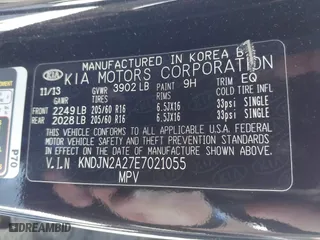 MANUFACTURED IN KOREA B
KIA KIA MOTORS CORPORATION
11/13 GVWR 3902 LB PAINT 9H TRIM EQ
GAWR TIRES RIMS COLD TIRE INFL
FRONT 2249 LB 205/60 R16 6.5JX16 33psi SINGLE
REAR 2028 LB 205/60 R16 6.5JX16 33psi SINGLE
THIS VEHICLE CONFORMS TO ALL APPLICABLE U.S.A. FEDERAL
MOTOR VEHICLE SAFETY, BUMPER, AND THEFT PREVENTION
STANDARDS IN EFFECT ON THE DATE OF MANUFACTURE SHOWN ABOVE.
V.I.N KNDJN2A27E7021055
MPV
P70
DREAMBID